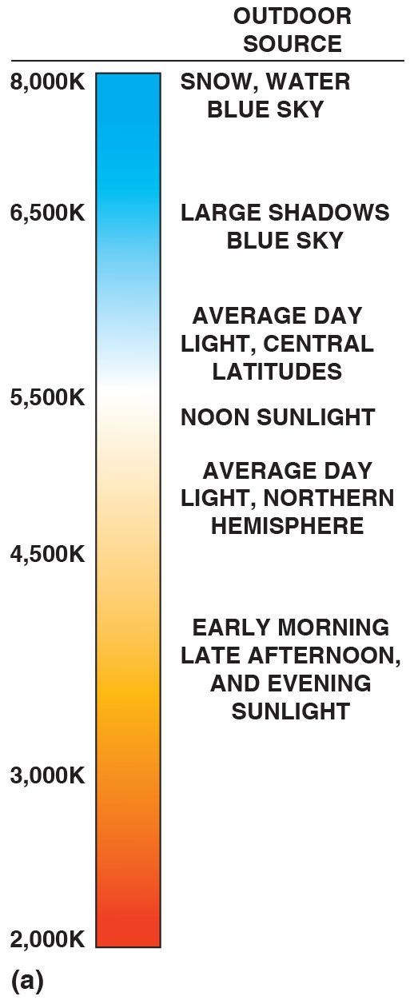 OUTDOOR
SOURCE
8,000K SNOW, WATER
BLUE SKY
6,500K LARGE SHADOWS
BLUE SKY
AVERAGE DAY
LIGHT, CENTRAL
LATITUDES
5,500K
NOON SUNLIGHT
AVERAGE DAY
LIGHT, NORTHERN
HEMISPHERE
4,500K
EARLY MORNING
LATE AFTERNOON,
AND EVENING
SUNLIGHT
3,000K
2,000K
(a)